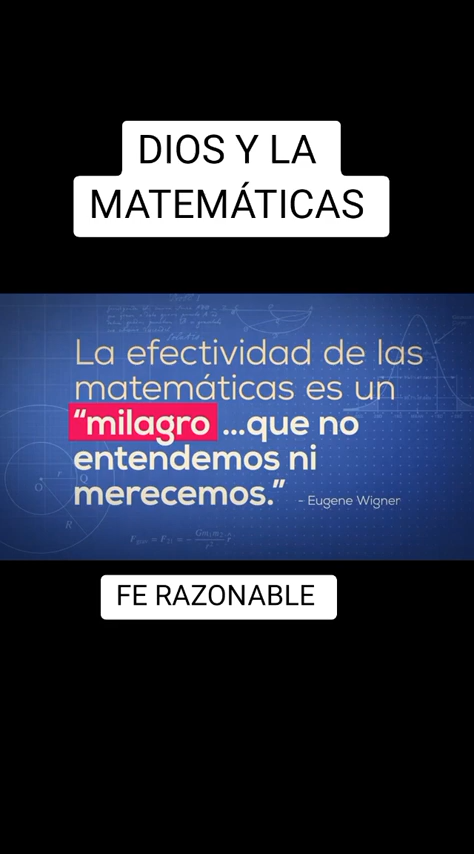 DIOS Y LA
MATEMÁTICAS
La efectividad de las
matemáticas es un
“milagro ...que no
entendemos ni
merecemos.” - Eugene Wigner
FE RAZONABLE